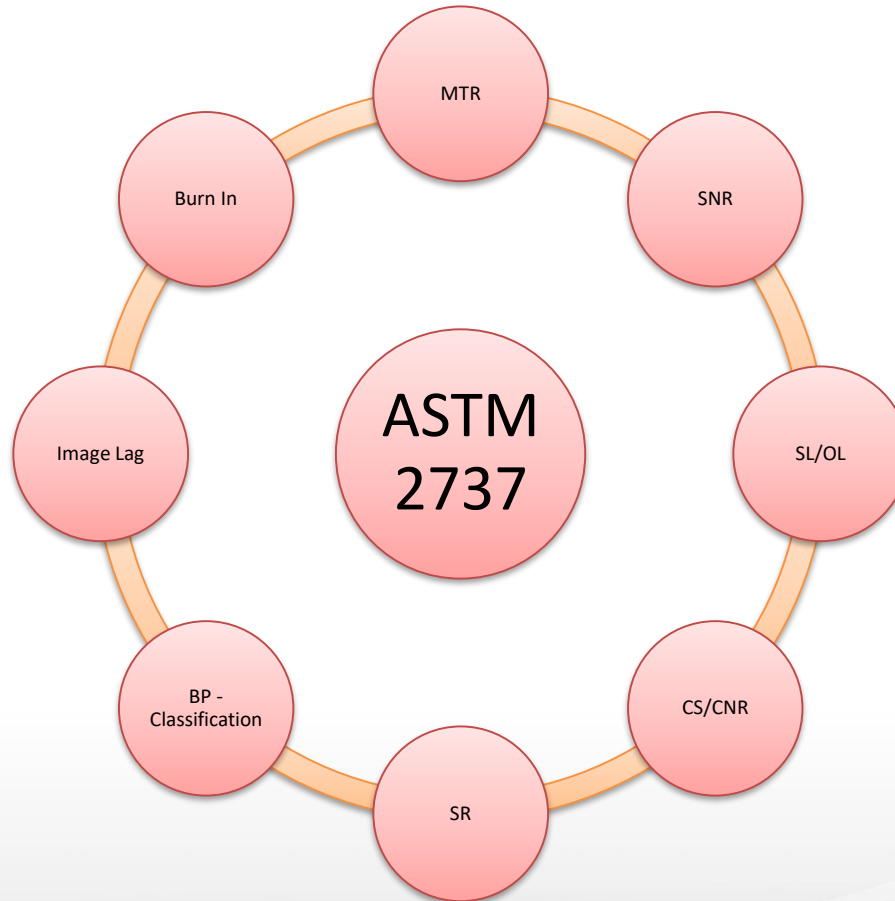 MTR
Burn In
SNR
ASTM
2737
Image Lag
SL/OL
BP -
Classification
CS/CNR
SR